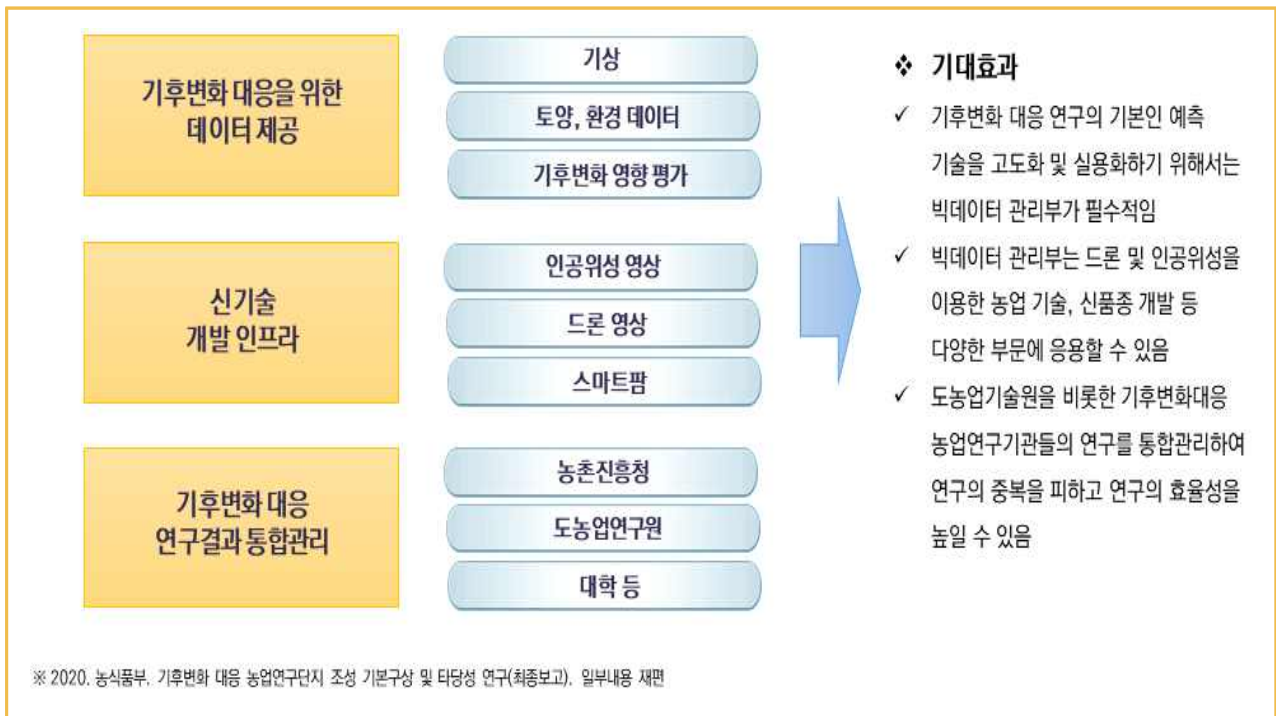 기후변화 대응을 위한
데이터 제공
기상
토양, 환경 데이터
기후변화 영향 평가
신기술
개발 인프라
인공위성 영상
드론 영상
스마트팜
기후변화 대응
연구결과 통합관리
농촌진흥청
도농업연구원
대학 등
❖ 기대효과
✓ 기후변화 대응 연구의 기본인 예측
기술을 고도화 및 실용화하기 위해서는
빅데이터 관리부가 필수적임
✓ 빅데이터 관리부는 드론 및 인공위성을
이용한 농업 기술, 신품종 개발 등
다양한 부문에 응용할 수 있음
✓ 도농업기술원을 비롯한 기후변화대응
농업연구기관들의 연구를 통합관리하여
연구의 중복을 피하고 연구의 효율성을
높일 수 있음
※ 2020. 농식품부. 기후변화 대응 농업연구단지 조성 기본구상 및 타당성 연구(최종보고). 일부내용 재편